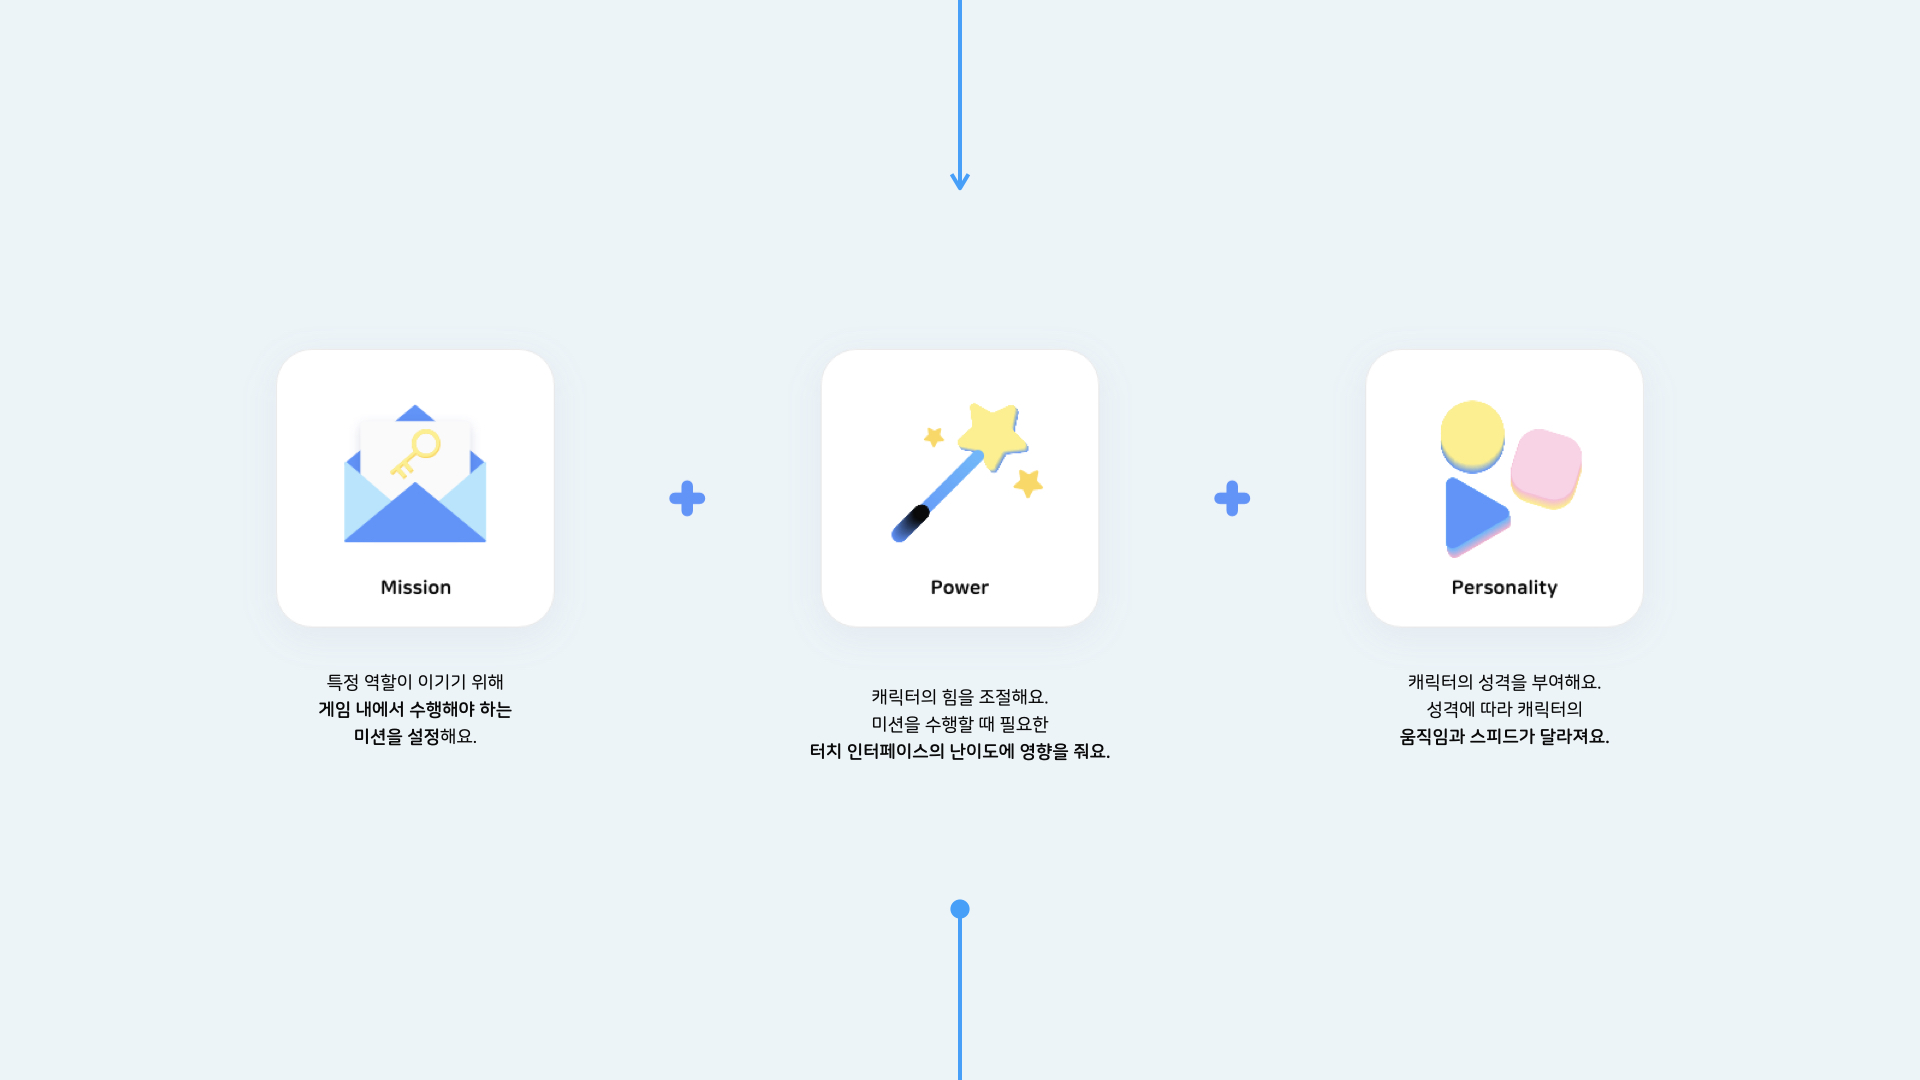 Mission
특정 역할이 이기기 위해
게임 내에서 수행해야 하는
미션을 설정해요.
Power
캐릭터의 힘을 조절해요.
미션을 수행할 때 필요한
터치 인터페이스의 난이도에 영향을 줘요.
Personality
캐릭터의 성격을 부여해요.
성격에 따라 캐릭터의
움직임과 스피드가 달라져요.